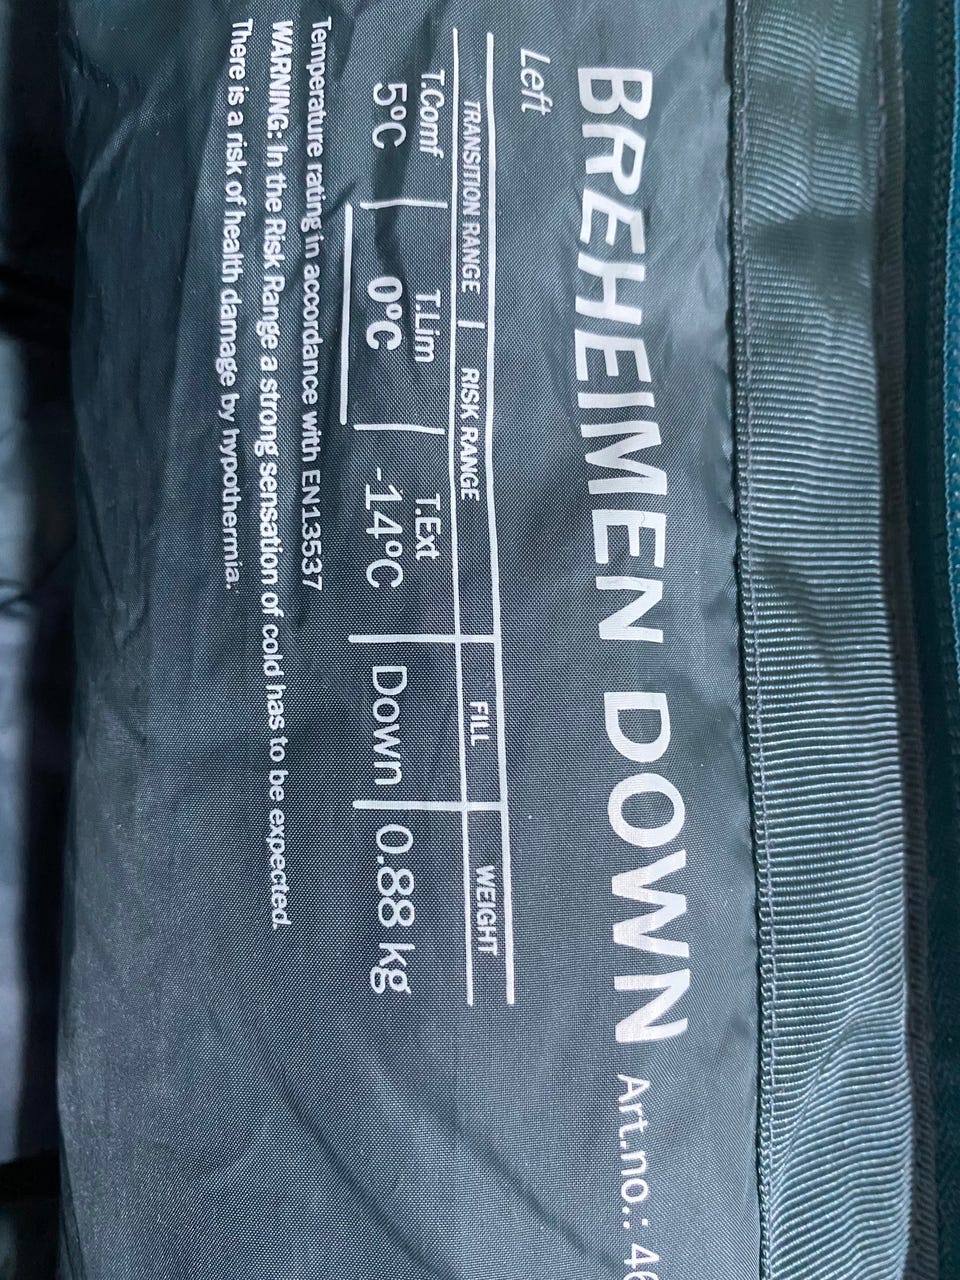 BREHEIMEN DOWN Art.no.: 46
Left
TRANSITION RANGE | RISK RANGE FILL WEIGHT
T.Comf T.Lim T.Ext
5°C 0°C -14°C Down 0.88 kg
Temperature rating in accordance with EN13537
WARNING:- In the Risk Range a strong sensation of cold has to be expected.
There is a risk of health damage by hypothermia.